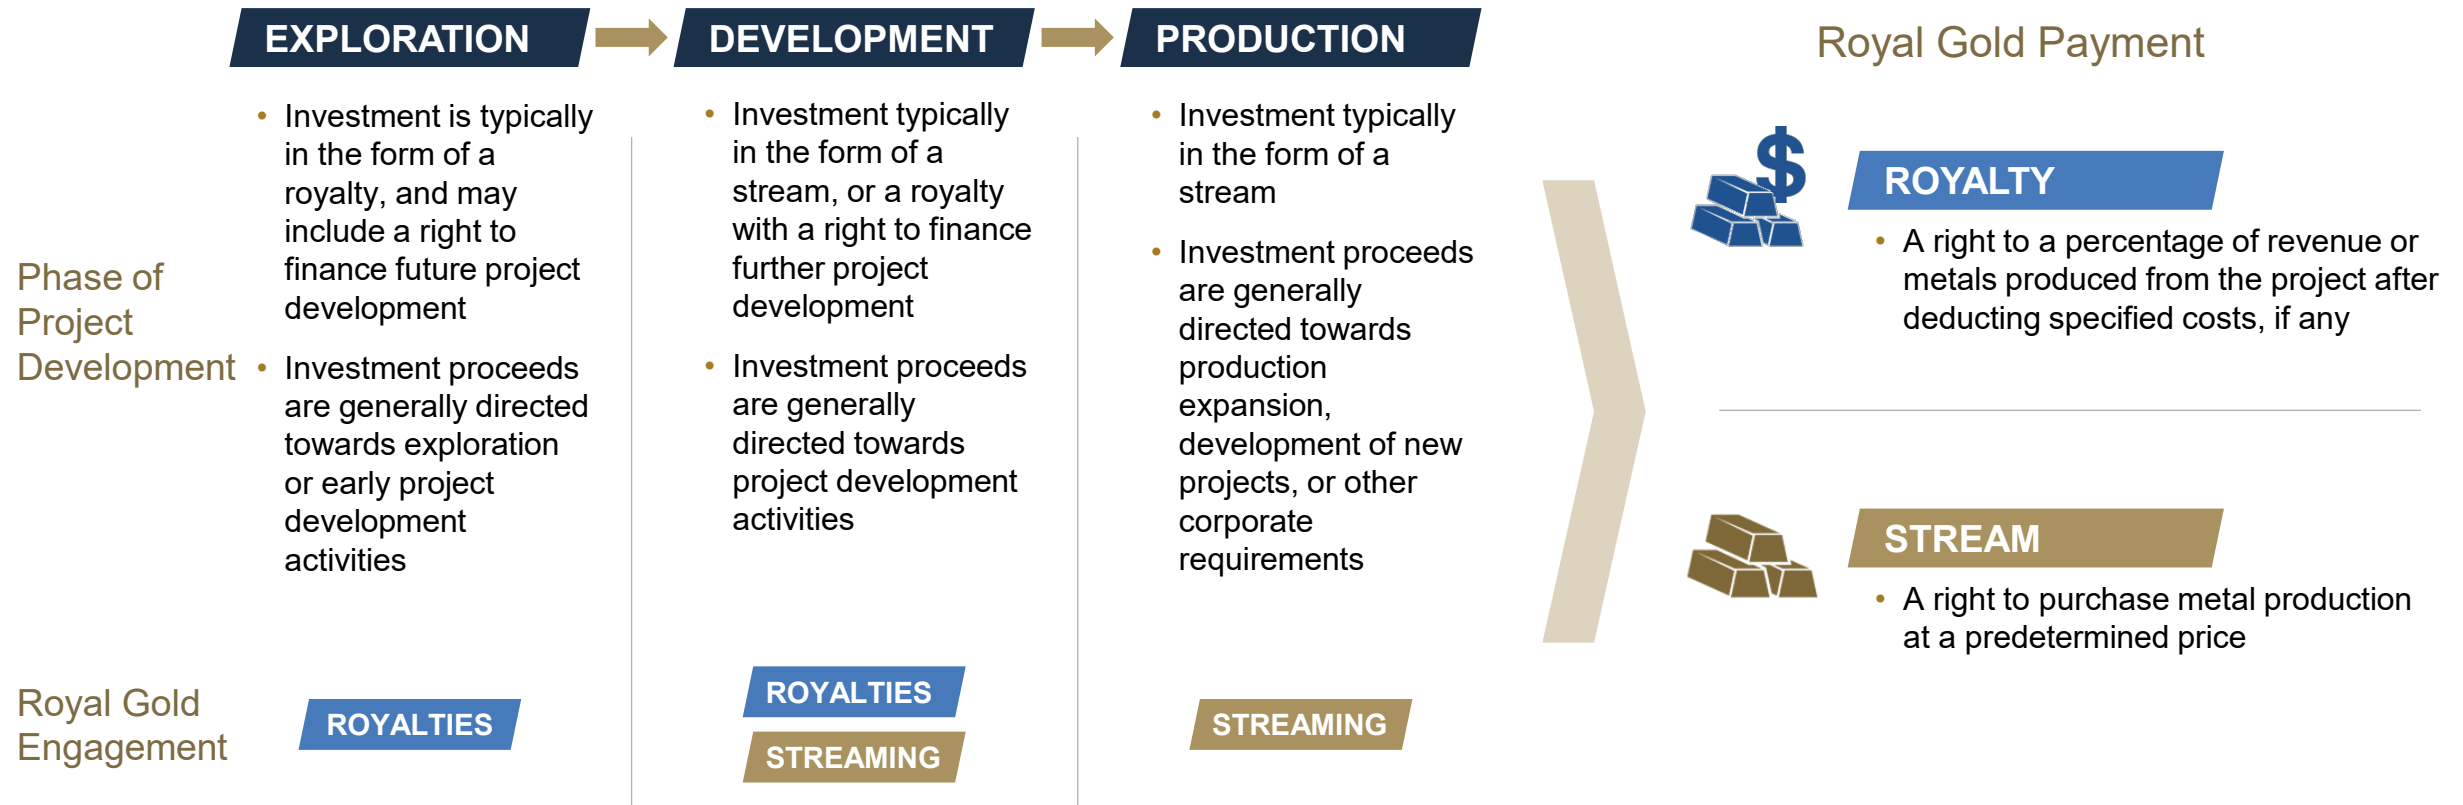 EXPLORATION
DEVELOPMENT
PRODUCTION
Royal Gold Payment
Phase of
Project
Development
• Investment is typically
in the form of a
royalty, and may
include a right to
finance future project
development
• Investment proceeds
are generally directed
towards exploration
or early project
development
activities
• Investment typically
in the form of a
stream, or a royalty
with a right to finance
further project
development
• Investment proceeds
are generally
directed towards
project development
activities
• Investment typically
in the form of a
stream
• Investment proceeds
are generally
directed towards
production
expansion,
development of new
projects, or other
corporate
requirements
$
ROYALTY
• A right to a percentage of revenue or
metals produced from the project after
deducting specified costs, if any
STREAM
• A right to purchase metal production
at a predetermined price
Royal Gold
Engagement
ROYALTIES
ROYALTIES
STREAMING
STREAMING